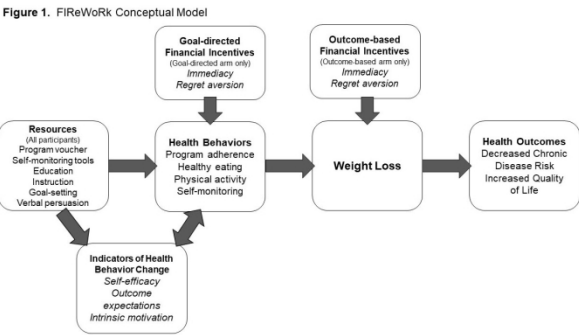 Figure 1. FIReWoRk Conceptual Model
Goal-directed
Financial Incentives
(Goal-directed arm only)
Immediacy
Regret aversion
Outcome-based
Financial Incentives
(Outcome-based arm only)
Immediacy
Regret aversion
Resources
(All participants)
Program voucher
Self-monitoring tools
Education
Instruction
Goal-setting
Verbal persuasion
Health Behaviors
Program adherence
Healthy eating
Physical activity
Self-monitoring
Weight Loss
Health Outcomes
Decreased Chronic
Disease Risk
Increased Quality
of Life
Indicators of Health
Behavior Change
Self-efficacy
Outcome
expectations
Intrinsic motivation